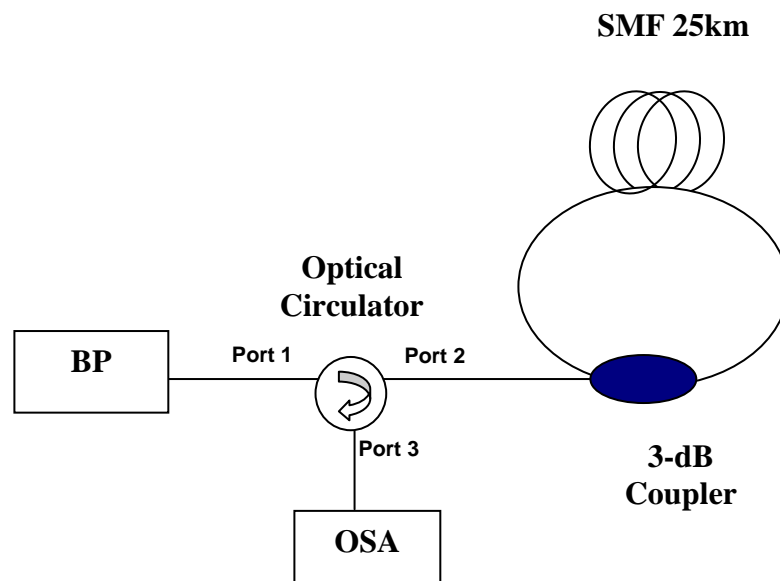 SMF 25km
Optical
Circulator
BP
Port 1
Port 2
Port 3
3-dB
Coupler
OSA